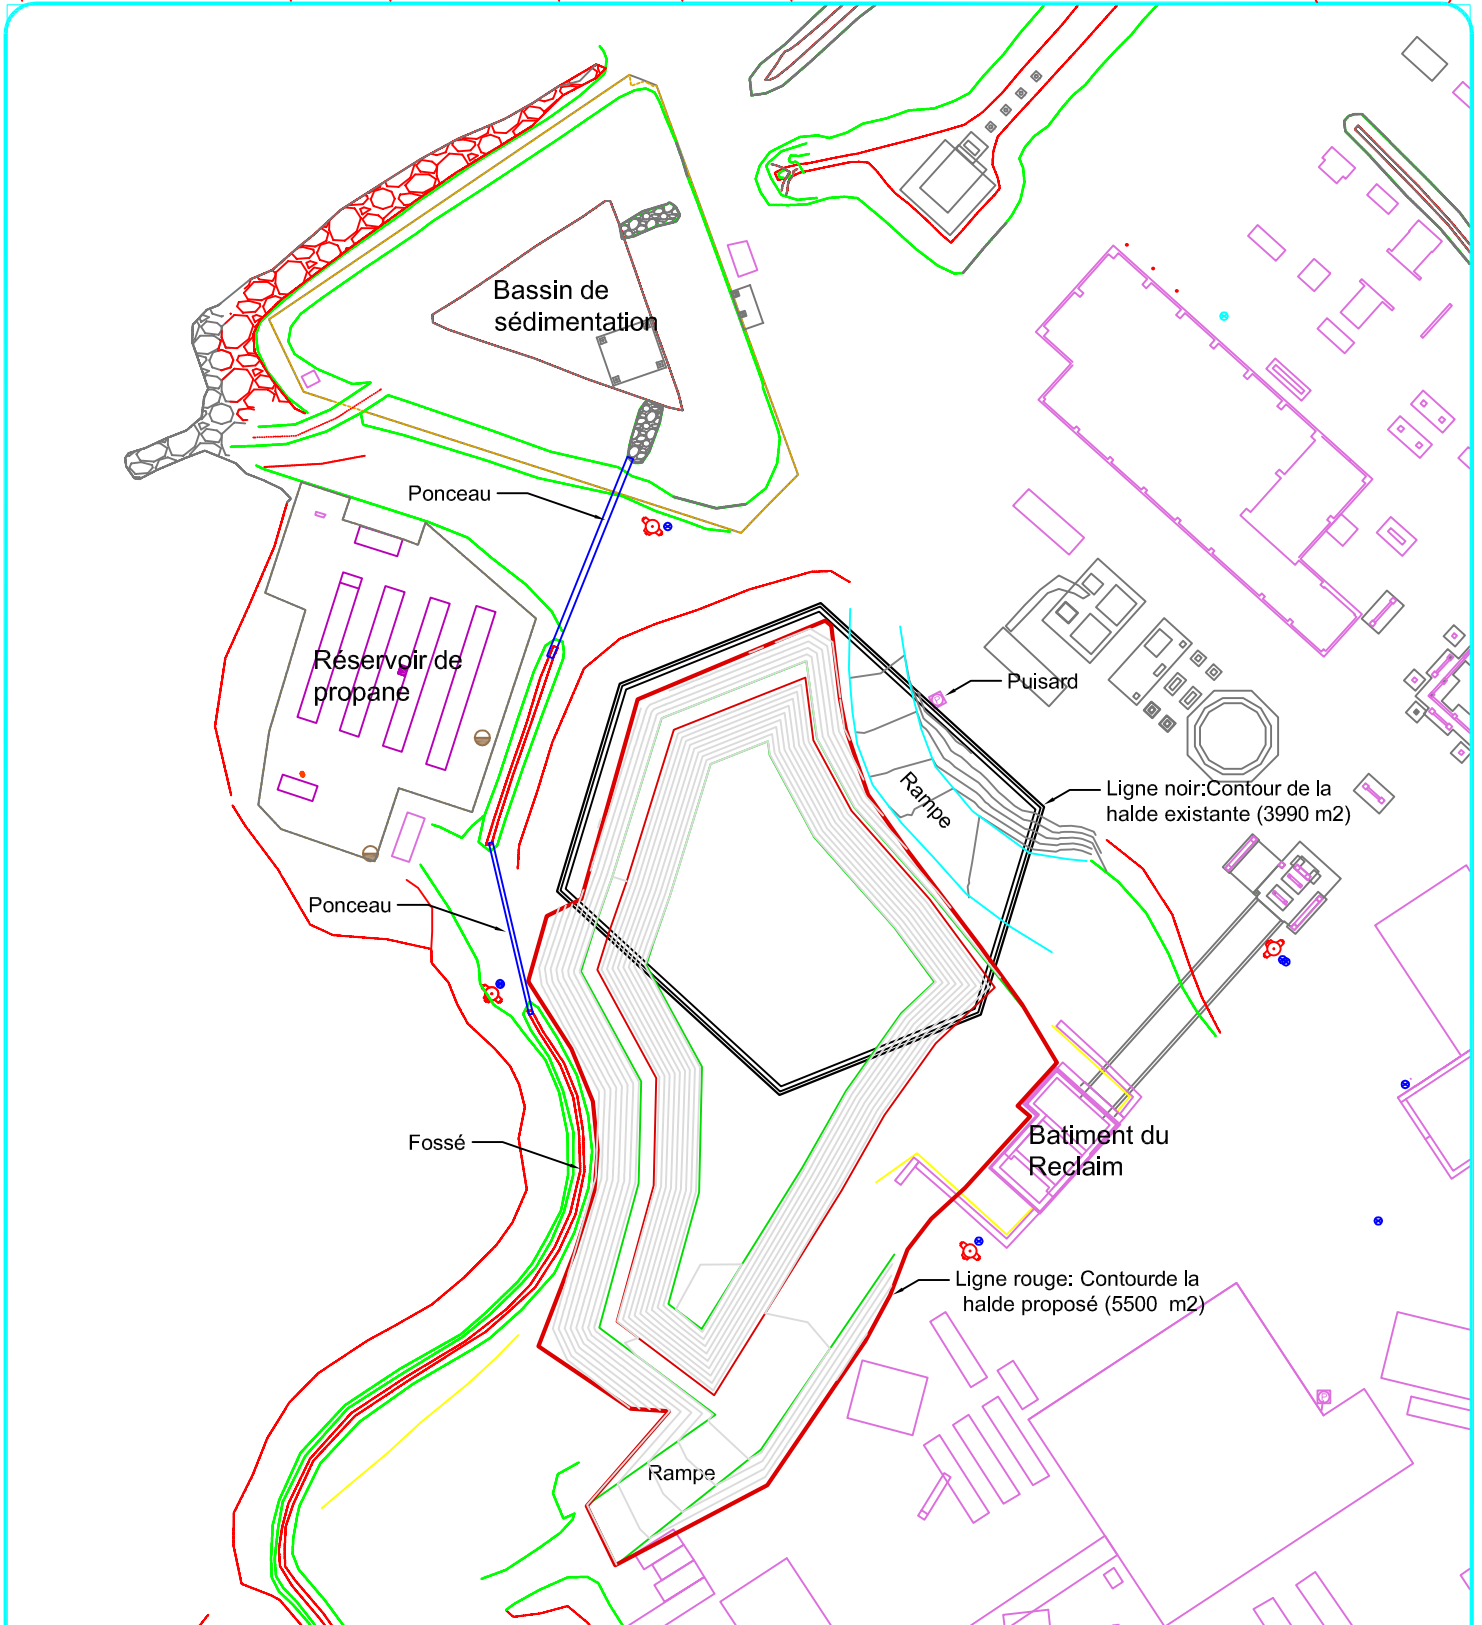 Bassin de
sédimentation
Ponceau
Réservoir de
propane
Puisard
Rampe
Ligne noir:Contour de la
halde existante (3990 m2)
Ponceau
Fossé
Batiment du
Reclaim
Ligne rouge: Contourde la
halde proposé (5500 m2)
Rampe